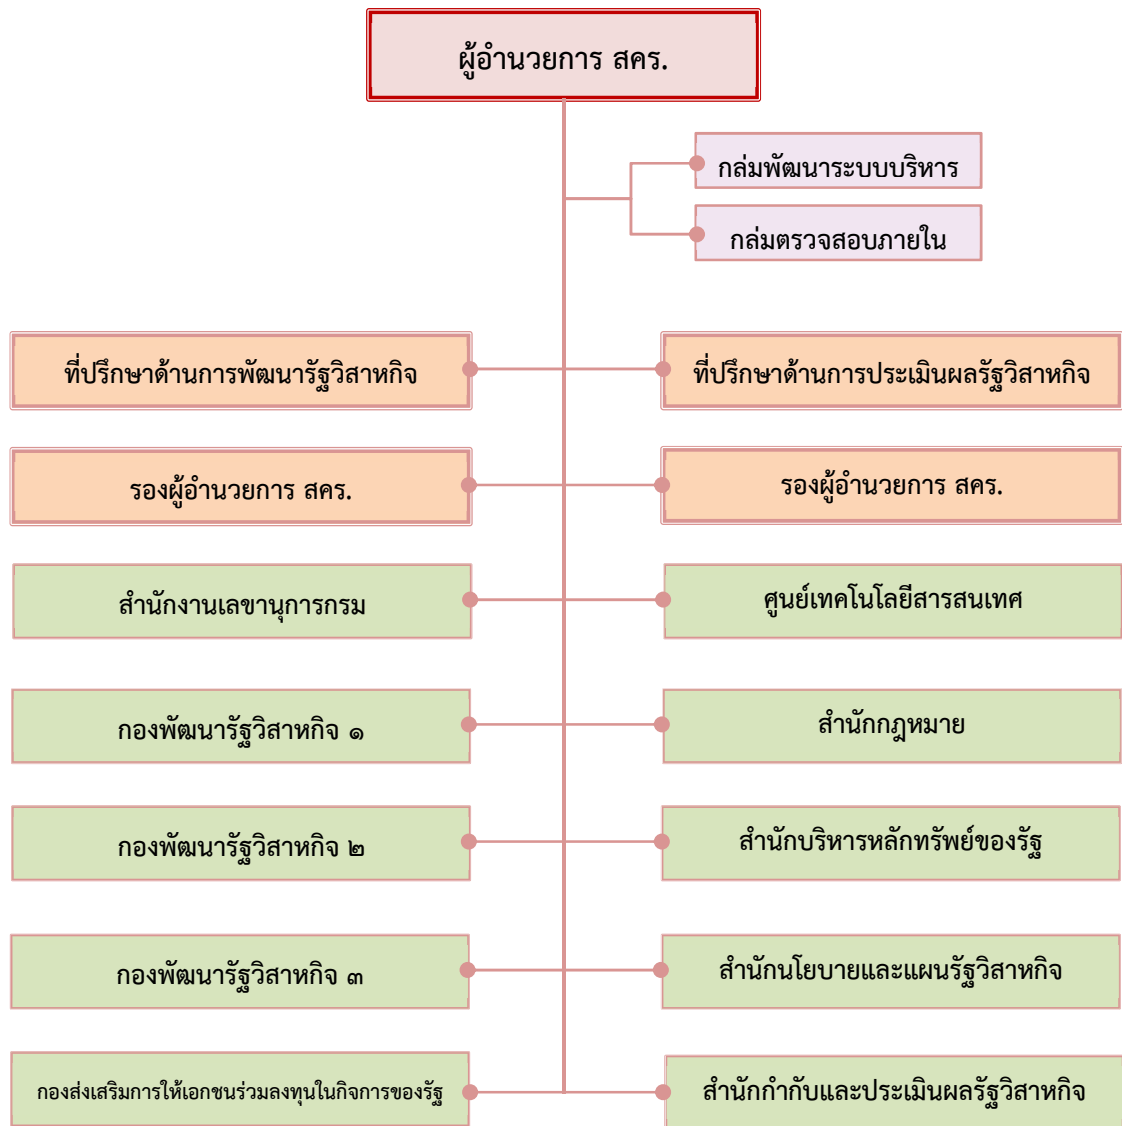 ผู้อำนวยการ สคร.
กลุ่มพัฒนาระบบบริหาร
กลุ่มตรวจสอบภายใน
ที่ปรึกษาด้านการพัฒนารัฐวิสาหกิจ
ที่ปรึกษาด้านการประเมินผลรัฐวิสาหกิจ
รองผู้อำนวยการ สคร.
รองผู้อำนวยการ สคร.
สำนักงานเลขานุการกรม
ศูนย์เทคโนโลยีสารสนเทศ
กองพัฒนารัฐวิสาหกิจ ๑
สำนักกฎหมาย
กองพัฒนารัฐวิสาหกิจ ๒
สำนักบริหารหลักทรัพย์ของรัฐ
กองพัฒนารัฐวิสาหกิจ ๓
สำนักนโยบายและแผนรัฐวิสาหกิจ
กองส่งเสริมการให้เอกชนร่วมลงทุนในกิจการของรัฐ
สำนักกำกับและประเมินผลรัฐวิสาหกิจ